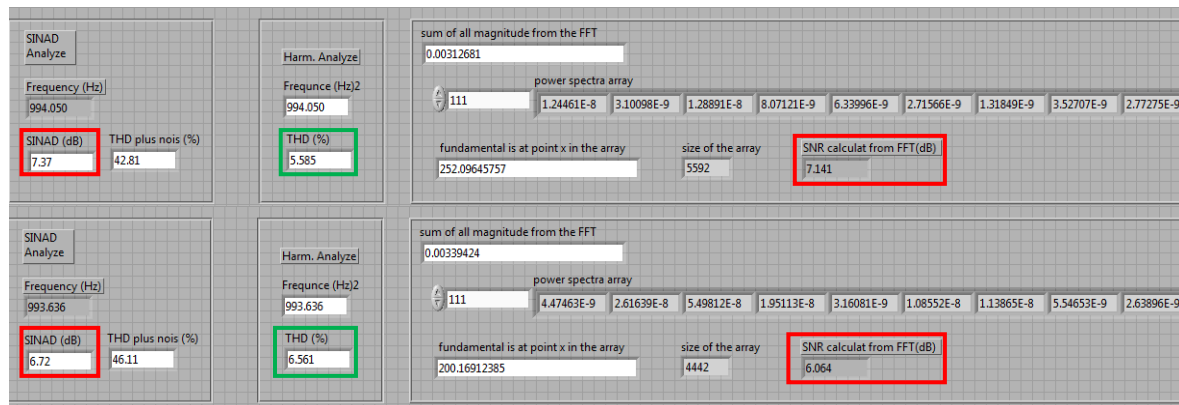 SINAD
Analyze
Frequency (Hz)
994.050
SINAD (dB)
7.37
THD plus nois (%)
42.81
Harm. Analyze
Frequnce (Hz)2
994.050
THD (%)
5.585
sum of all magnitude from the FFT
0.00312681
power spectra array
111 1.24461E-8 3.10098E-9 1.28891E-8 8.07121E-9 6.33996E-9 2.71566E-9 1.31849E-9 3.52707E-9 2.77275E-9
fundamental is at point x in the array
252.09645757
size of the array
5592
SNR calculat from FFT(dB)
7.141
SINAD
Analyze
Frequency (Hz)
993.636
SINAD (dB)
6.72
THD plus nois (%)
46.11
Harm. Analyze
Frequnce (Hz)2
993.636
THD (%)
6.561
sum of all magnitude from the FFT
0.00339424
power spectra array
111 4.47463E-9 2.61639E-8 5.49812E-8 1.95113E-8 3.16081E-9 1.08552E-8 1.13865E-8 5.54653E-9 2.63896E-9
fundamental is at point x in the array
200.16912385
size of the array
4442
SNR calculat from FFT(dB)
6.064